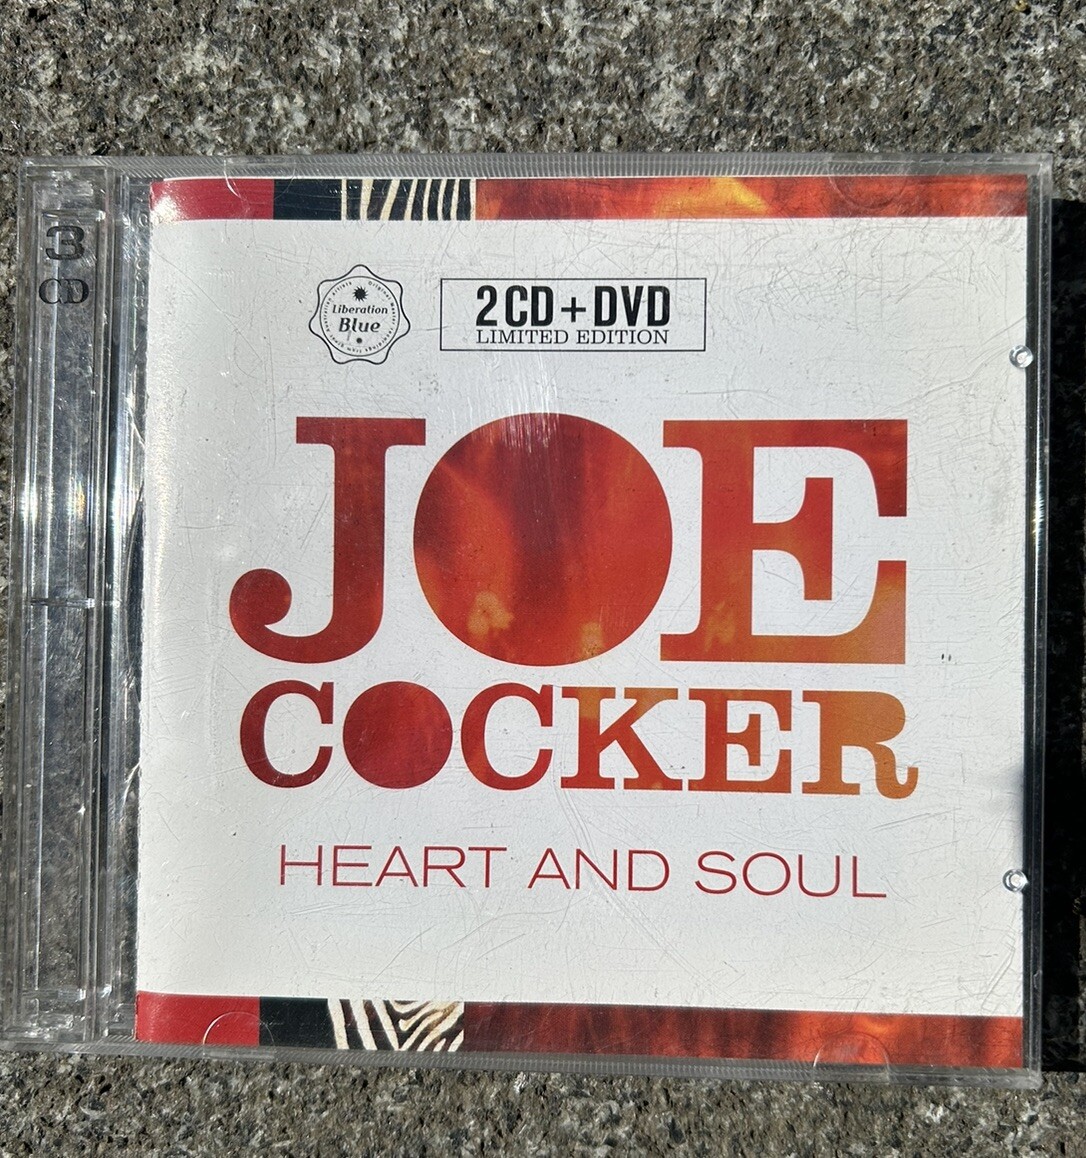 3
CD
Liberation
Blue
2CD+DVD
LIMITED EDITION
JOE
COCKER
HEART AND SOUL